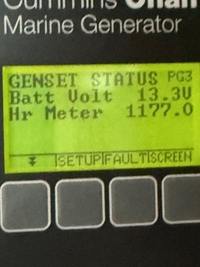 Cummins Onan
Marine Generator
GENSET STATUS PG3
Batt Volt 13.3V
Hr Meter 1177.0
SETUP FAULT SCREEN